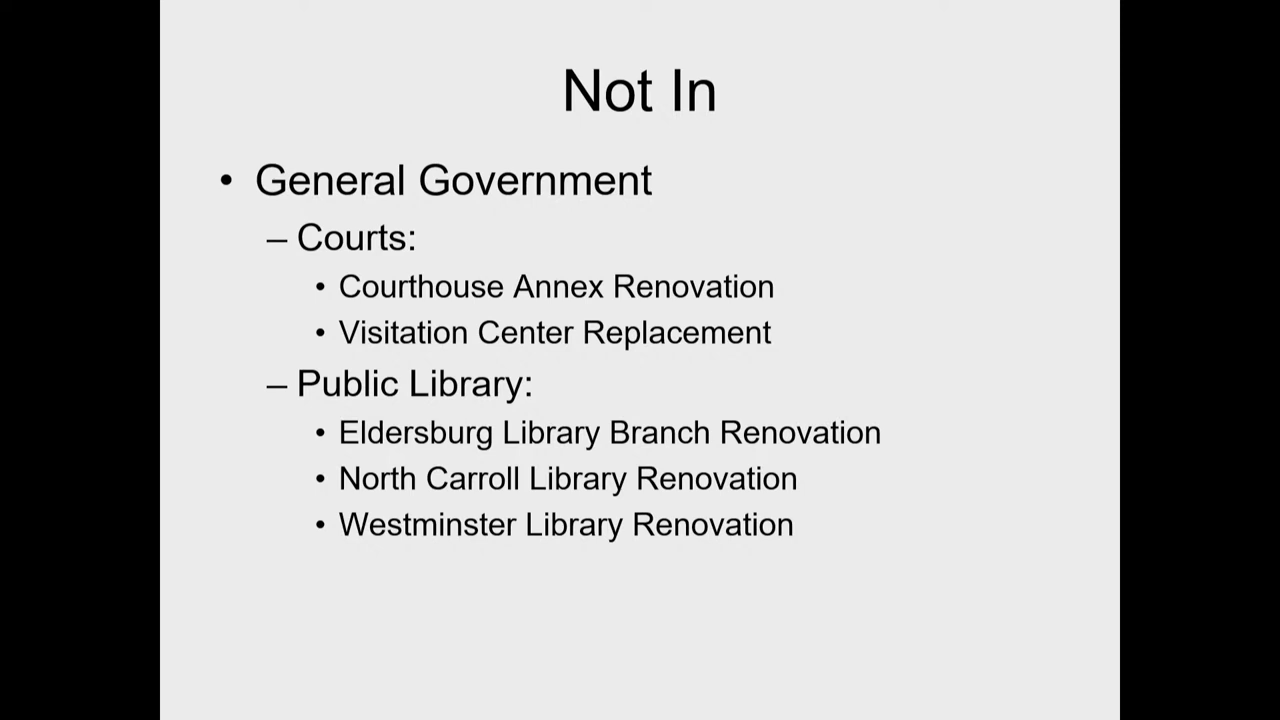 Not In
• General Government
– Courts:
• Courthouse Annex Renovation
• Visitation Center Replacement
– Public Library:
• Eldersburg Library Branch Renovation
• North Carroll Library Renovation
• Westminster Library Renovation